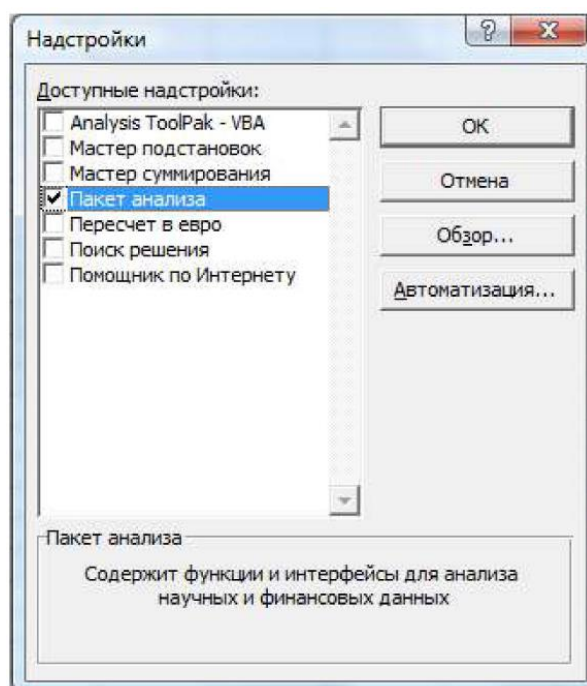 Надстройки
Доступные надстройки:
Analysis ToolPak - VBA
Мастер подстановок
Мастер суммирования
Пакет анализа
Пересчет в евро
Поиск решения
Помощник по Интернету
ОК
Отмена
Обзор...
Автоматизация...
Пакет анализа
Содержит функции и интерфейсы для анализа
научных и финансовых данных